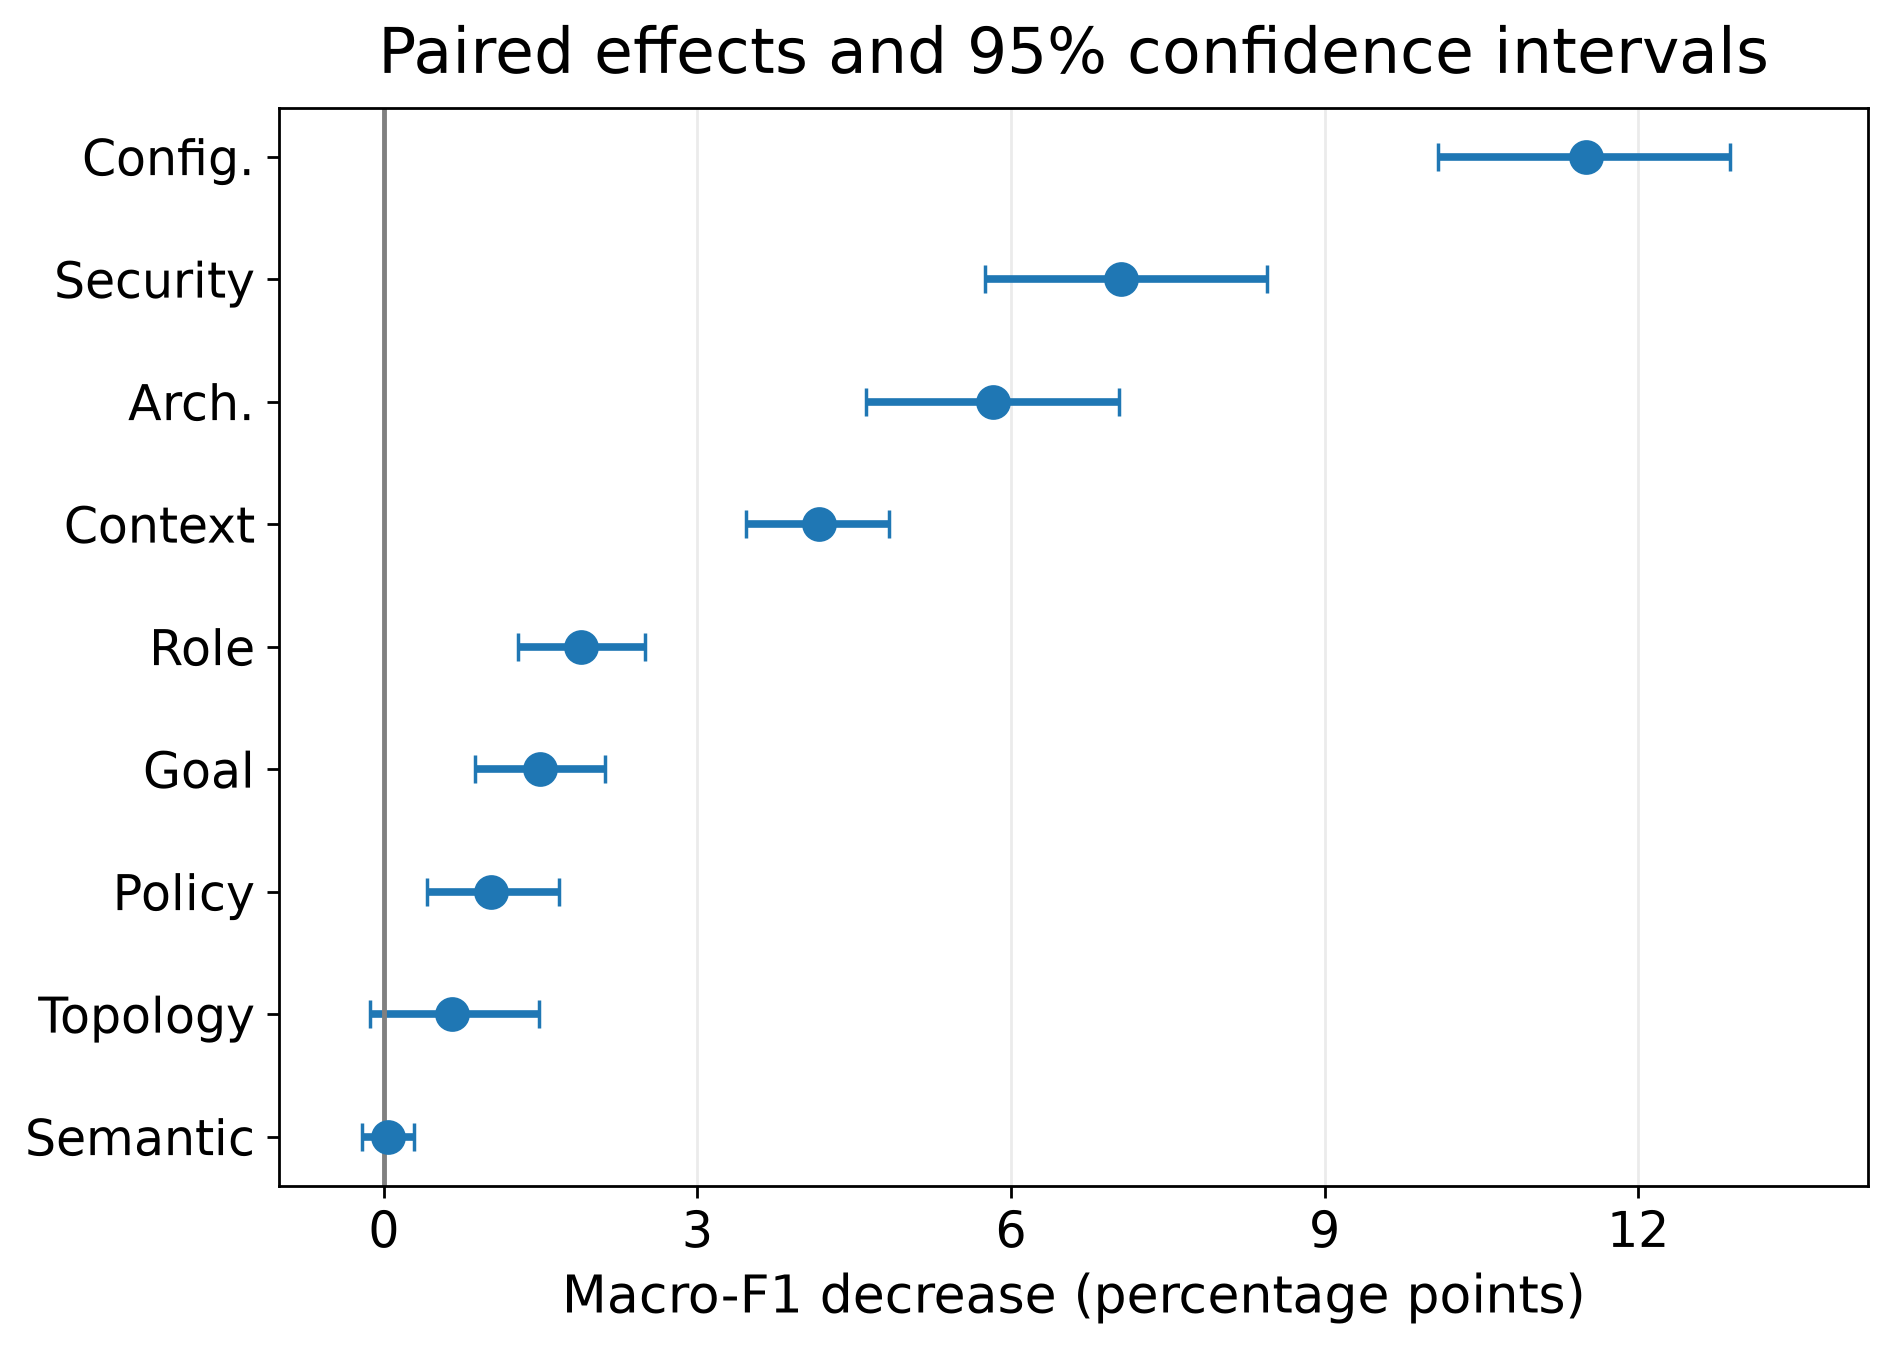 Paired effects and 95% confidence intervals
Config.
Security
Arch.
Context
Role
Goal
Policy
Topology
Semantic
0 3 6 9 12
Macro-F1 decrease (percentage points)